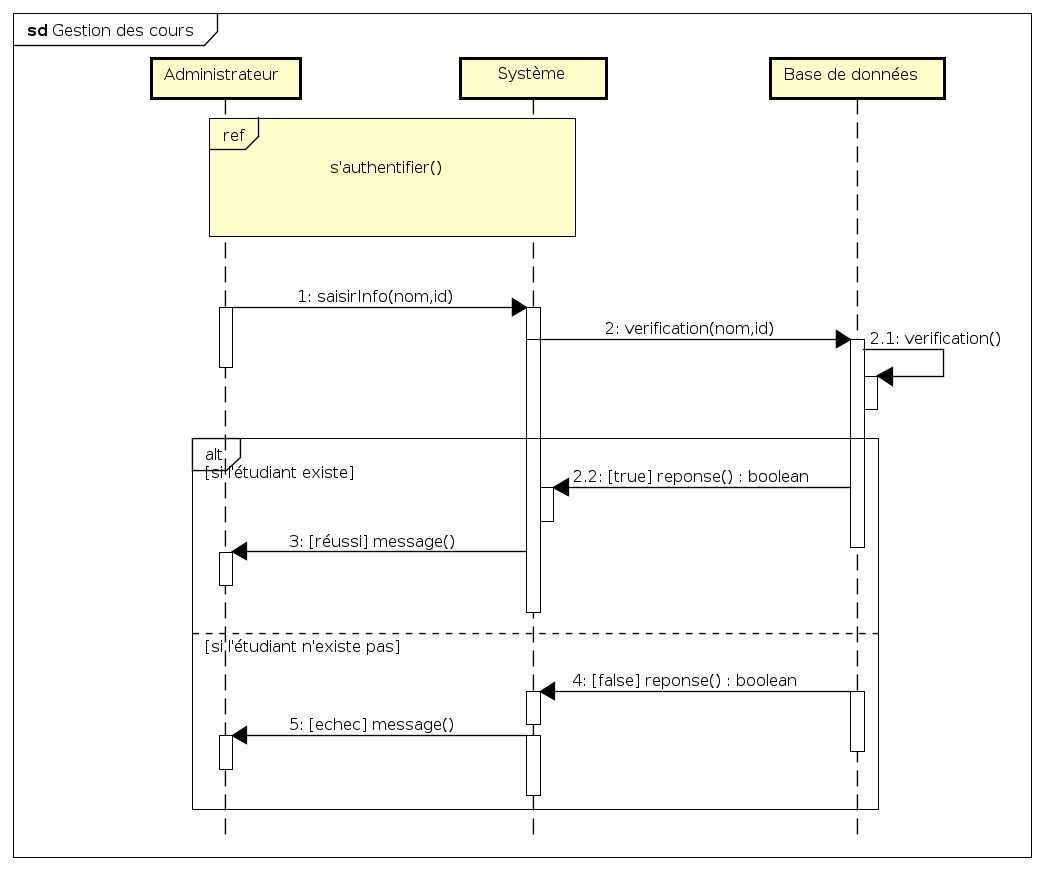 sd Gestion des cours
Administrateur
Système
Base de données
ref
s'authentifier()
1: saisirInfo(nom,id)
2: verification(nom,id)
2.1: verification()
alt
[si l'étudiant existe]
2.2: [true] reponse() : boolean
3: [réussi] message()
[si l'étudiant n'existe pas]
4: [false] reponse() : boolean
5: [echec] message()